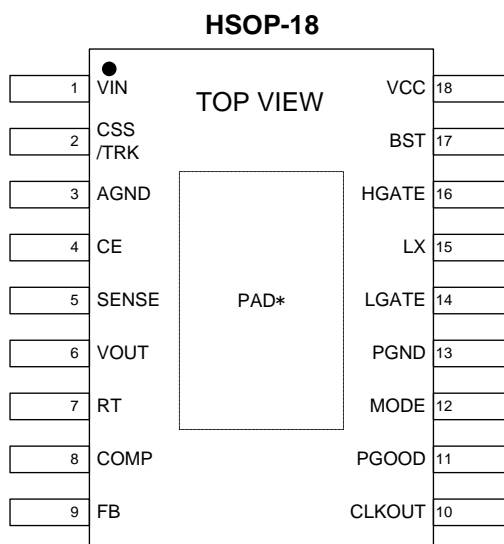 HSOP-18
TOP VIEW
1 VIN
2 CSS
/TRK
3 AGND
4 CE
5 SENSE
6 VOUT
7 RT
8 COMP
9 FB
PAD*
VCC 18
BST 17
HGATE 16
LX 15
LGATE 14
PGND 13
MODE 12
PGOOD 11
CLKOUT 10